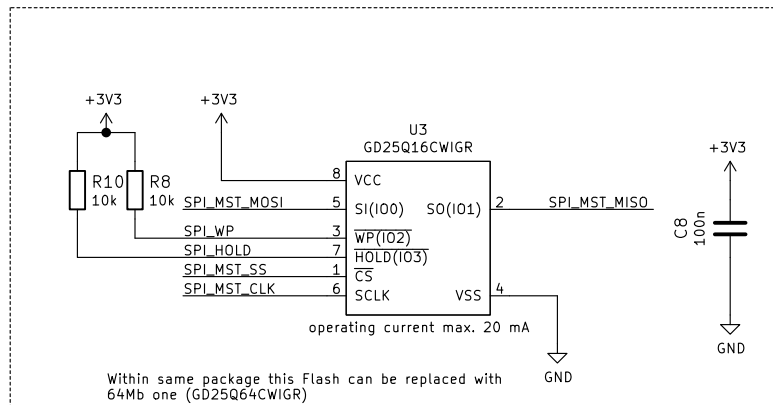 +3V3
+3V3
U3
GD25Q16CWIGR
+3V3
R10
10k
R8
10k
8
VCC
SPI_MST_MOSI
5
SI(IO0)
SO(IO1)
2
SPI_MST_MISO
SPI_WP
3
WP(IO2)
SPI_HOLD
7
HOLD(IO3)
SPI_MST_SS
1
CS
SPI_MST_CLK
6
SCLK
VSS
4
C8
100n
operating current max. 20 mA
GND
GND
Within same package this Flash can be replaced with
64Mb one (GD25Q64CWIGR)